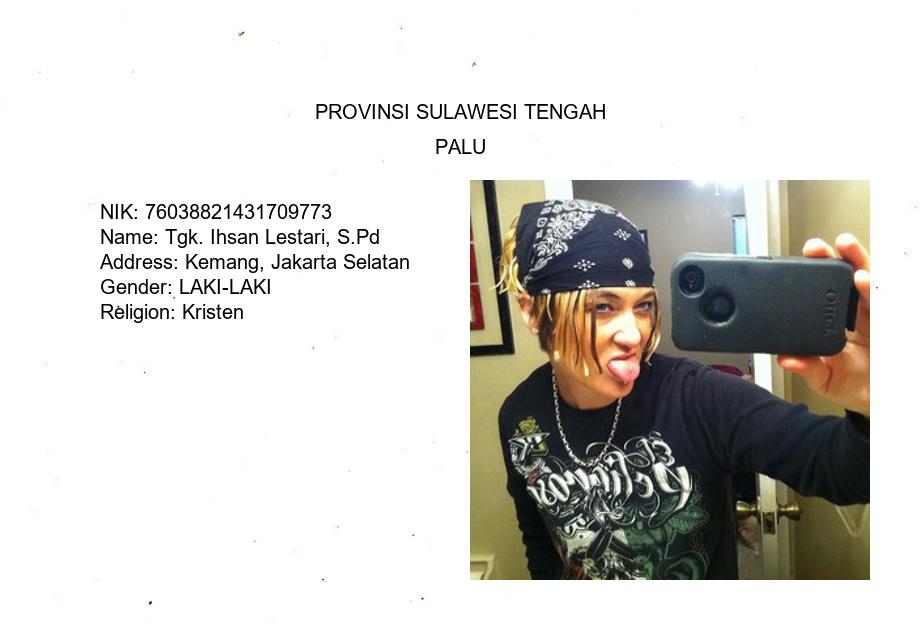 PROVINSI SULAWESI TENGAH
PALU
NIK: 76038821431709773
Name: Tgk. Ihsan Lestari, S.Pd
Address: Kemang, Jakarta Selatan
Gender: LAKI-LAKI
Religion: Kristen